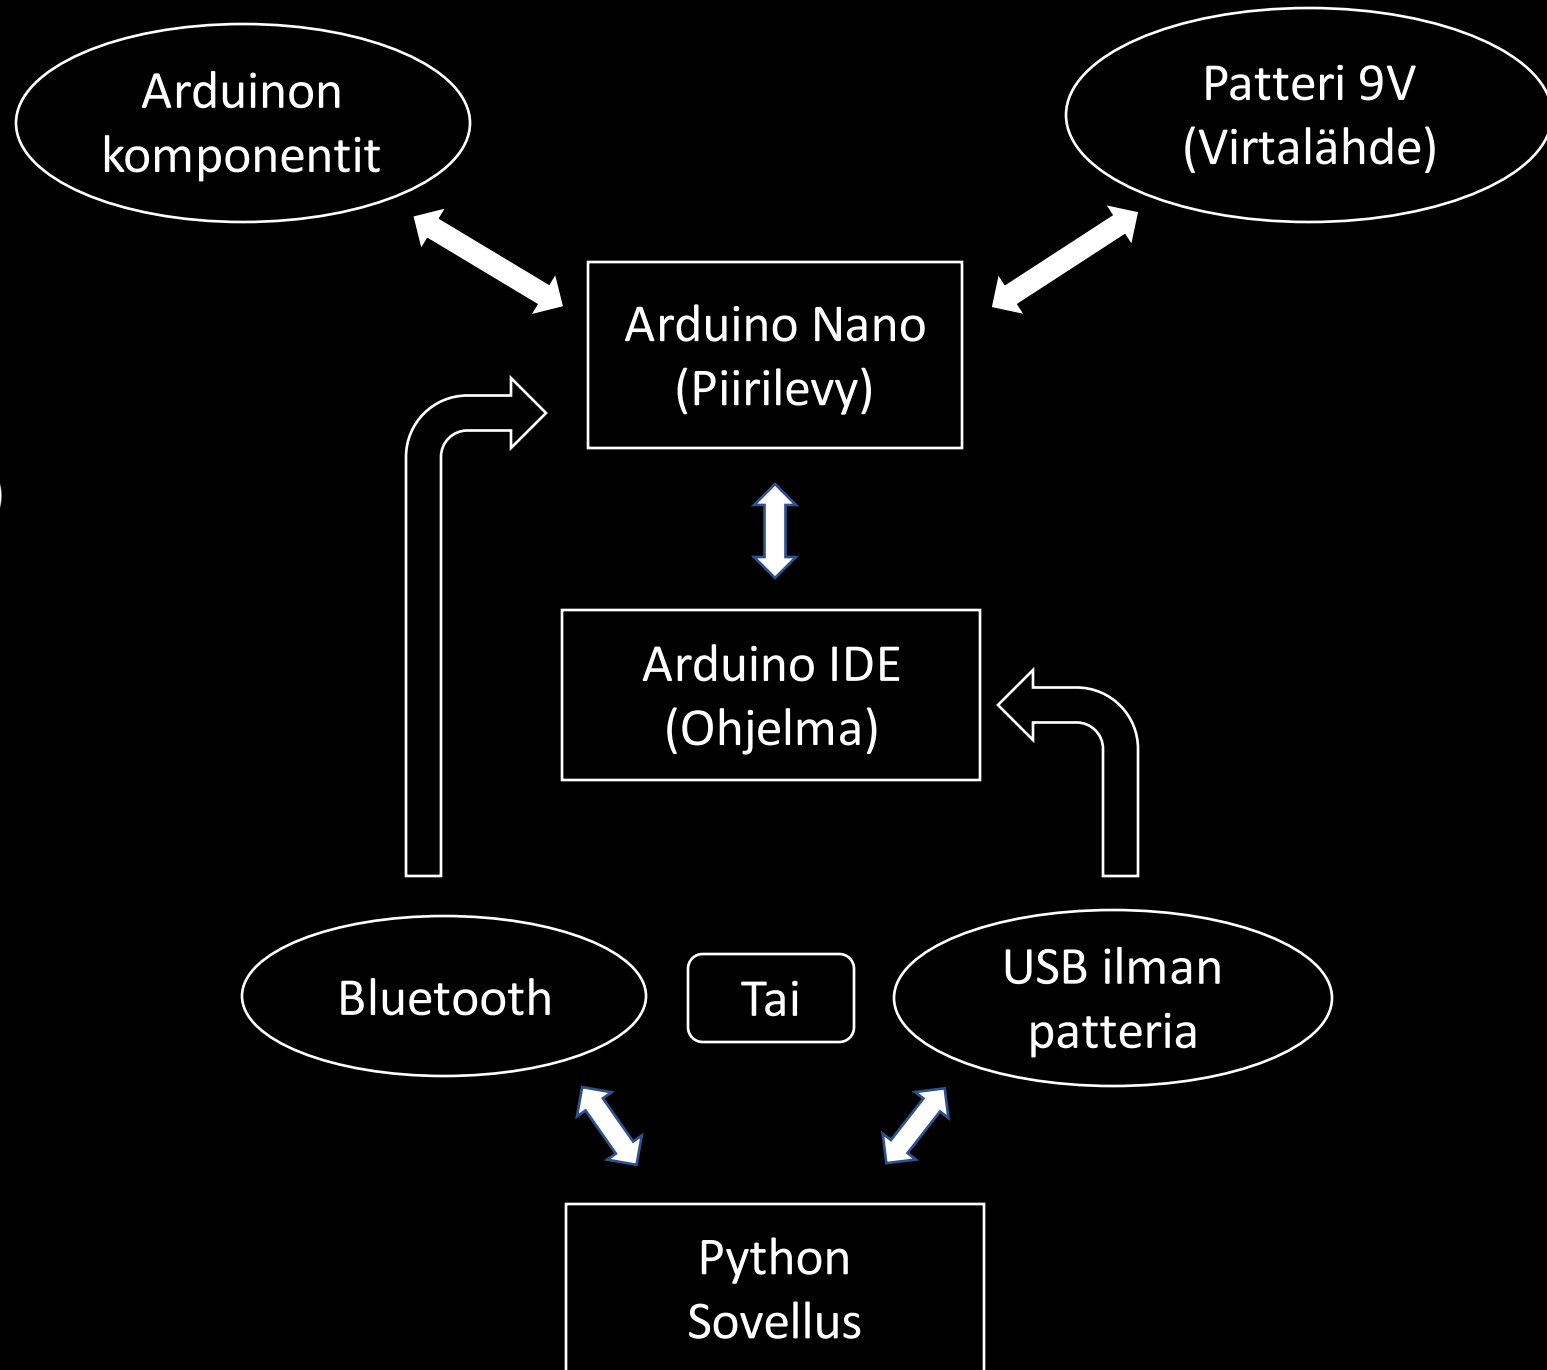 Arduinon
komponentit
Patteri 9V
(Virtalähde)
Arduino Nano
(Piirilevy)
Arduino IDE
(Ohjelma)
Bluetooth
Tai
USB ilman
patteria
Python
Sovellus